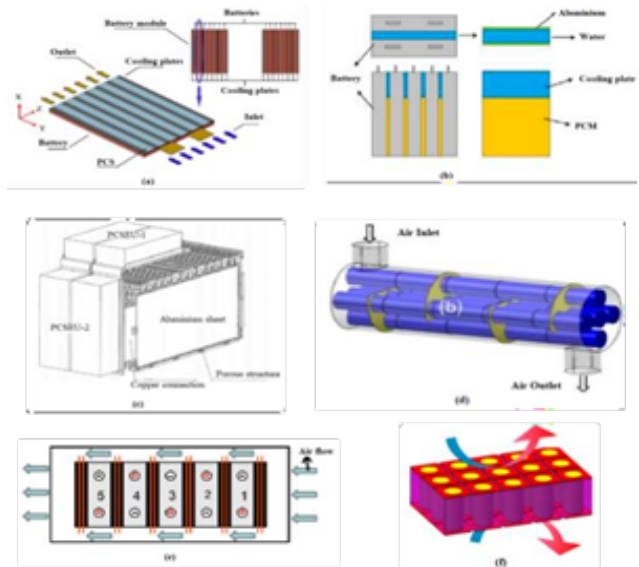 Batteries
Battery module
Outlet
Cooling plates
Cooling plates
X
Z
Y
Battery
PCS
Inlet
(a)
Aluminium
Water
Battery
Cooling plate
PCM
(b)
Aluminium sheet
Porous structure
Copper connection
(c)
Air Inlet
(b)
Air Outlet
(d)
Air flow
5 4 3 2 1
(e)
(f)